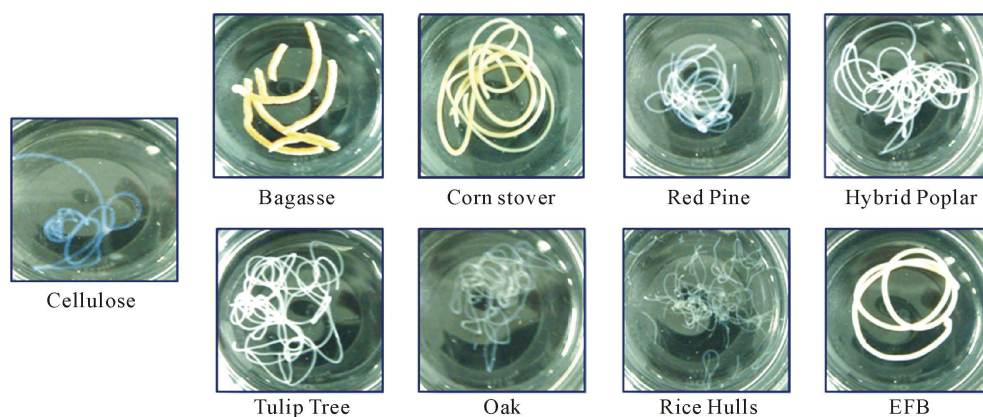 Bagasse
Corn stover
Red Pine
Hybrid Poplar
Cellulose
Tulip Tree
Oak
Rice Hulls
EFB